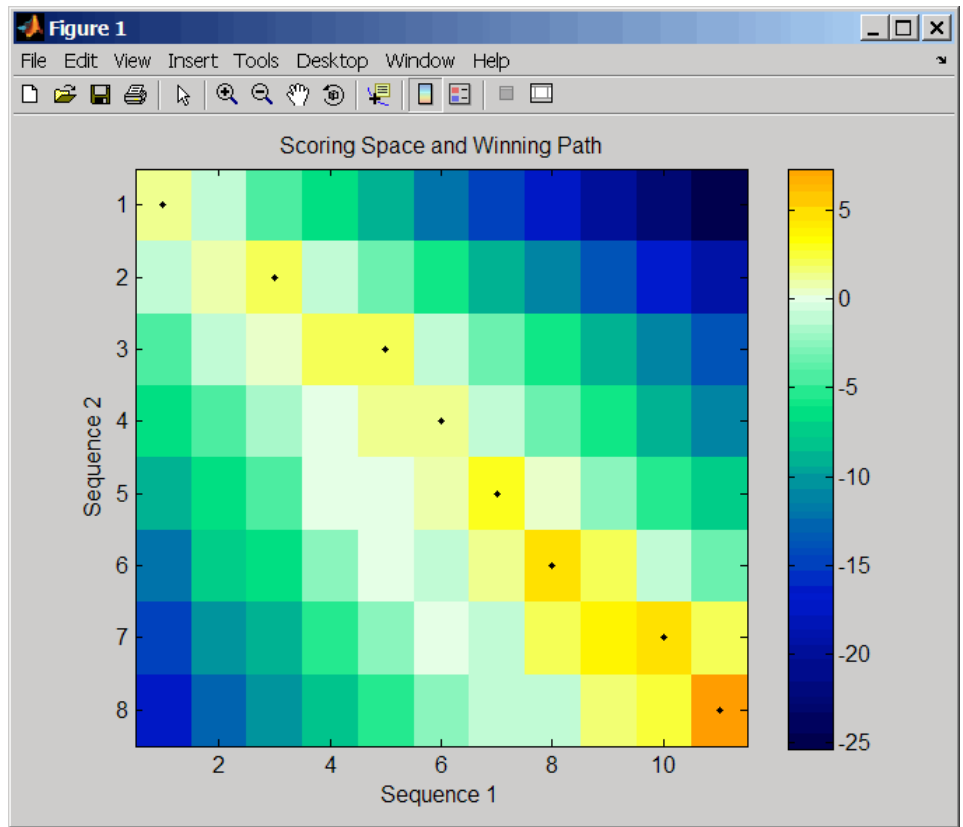 Figure 1
File Edit View Insert Tools Desktop Window Help
Scoring Space and Winning Path
1
2
3
4
5
6
7
8
Sequence 2
2 4 6 8 10
Sequence 1
5
0
-5
-10
-15
-20
-25